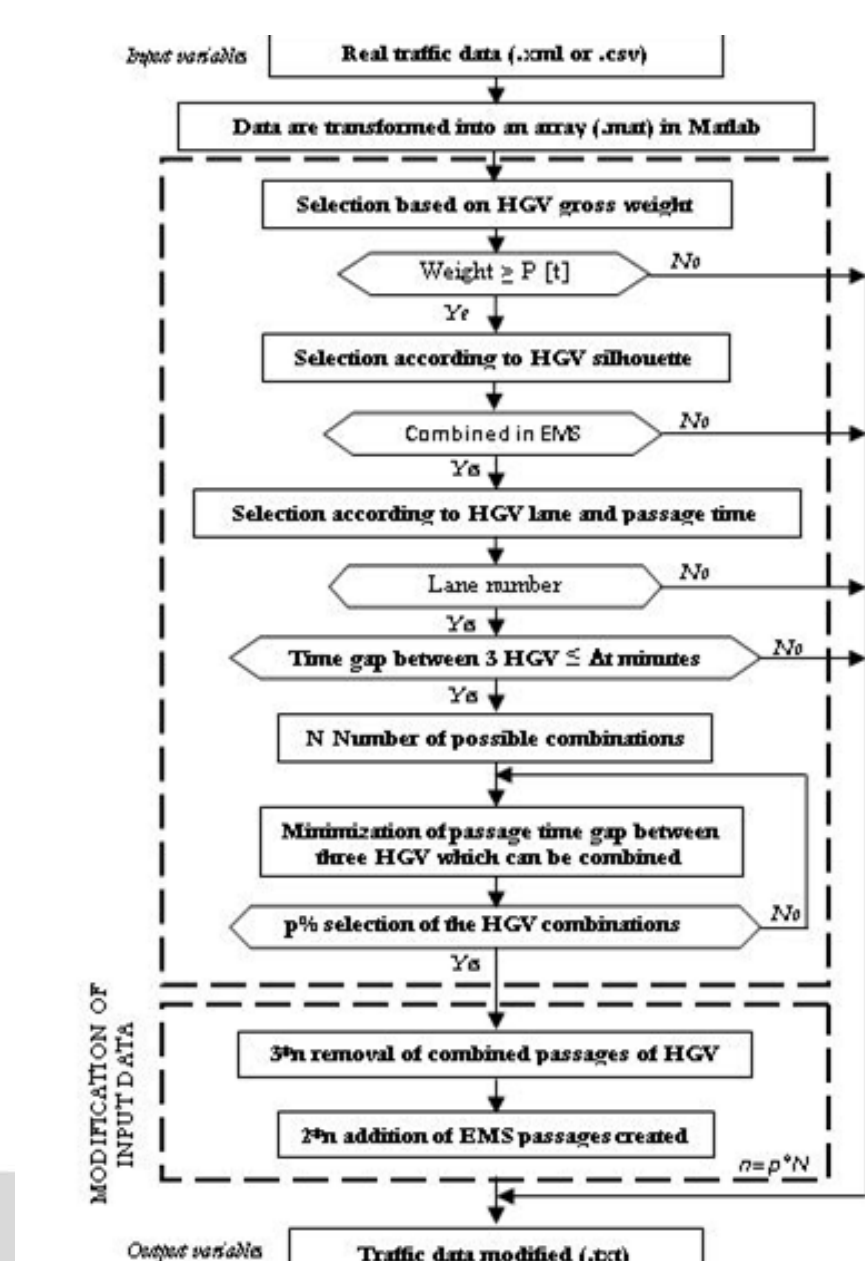 Input variables
Real traffic data (.xml or .csv)
Data are transformed into an array (.mat) in Matlab
Selection based on HGV gross weight
Weight ≥ P [t]
No
Ye
Selection according to HGV silhouette
Combined in EMS
No
Yes
Selection according to HGV lane and passage time
Lane number
No
Yes
Time gap between 3 HGV ≤ Δt minutes
No
Yes
N Number of possible combinations
Minimization of passage time gap between
three HGV which can be combined
p% selection of the HGV combinations
No
Yes
MODIFICATION OF
INPUT DATA
3*n removal of combined passages of HGV
2*n addition of EMS passages created
n=p*N
Output variables
Traffic data modified (.txt)